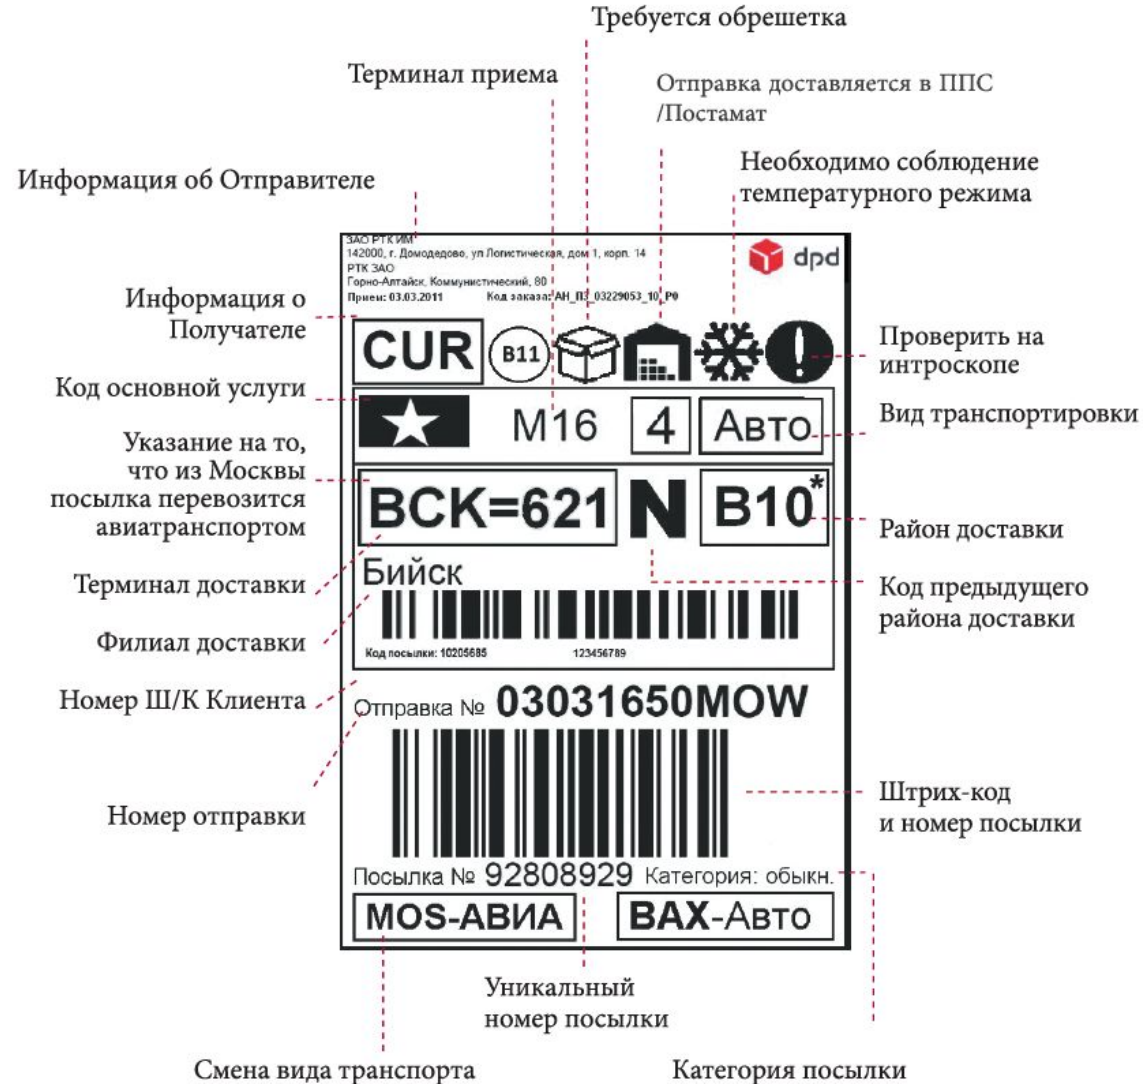 Требуется обрешетка
Терминал приема
Отправка доставляется в ППС
/Постамат
Необходимо соблюдение
температурного режима
Информация об Отправителе
ЗАО РТК ИМ
142000, г. Домодедово, ул Логистическая, дом 1, корп. 14
РТК ЗАО
Горно-Алтайск, Коммунистический, 80
Прием: 03.03.2011 Код заказа: АН_ПЗ_03229053_10_Р0
dpd
Информация о
Получателе
CUR
B11
Проверить на
интроскопе
Код основной услуги
М16
4
Авто
Вид транспортировки
Указание на то,
что из Москвы
посылка перевозится
авиатранспортом
BCK=621
N
B10*
Район доставки
Терминал доставки
Бийск
Код предыдущего
района доставки
Филиал доставки
Код посылки: 10205685 123456789
Номер Ш/К Клиента
Отправка № 03031650MOW
Номер отправки
Штрих-код
и номер посылки
Посылка № 92808929 Категория: обыкн.
MOS-АВИА
BAX-Авто
Уникальный
номер посылки
Смена вида транспорта
Категория посылки